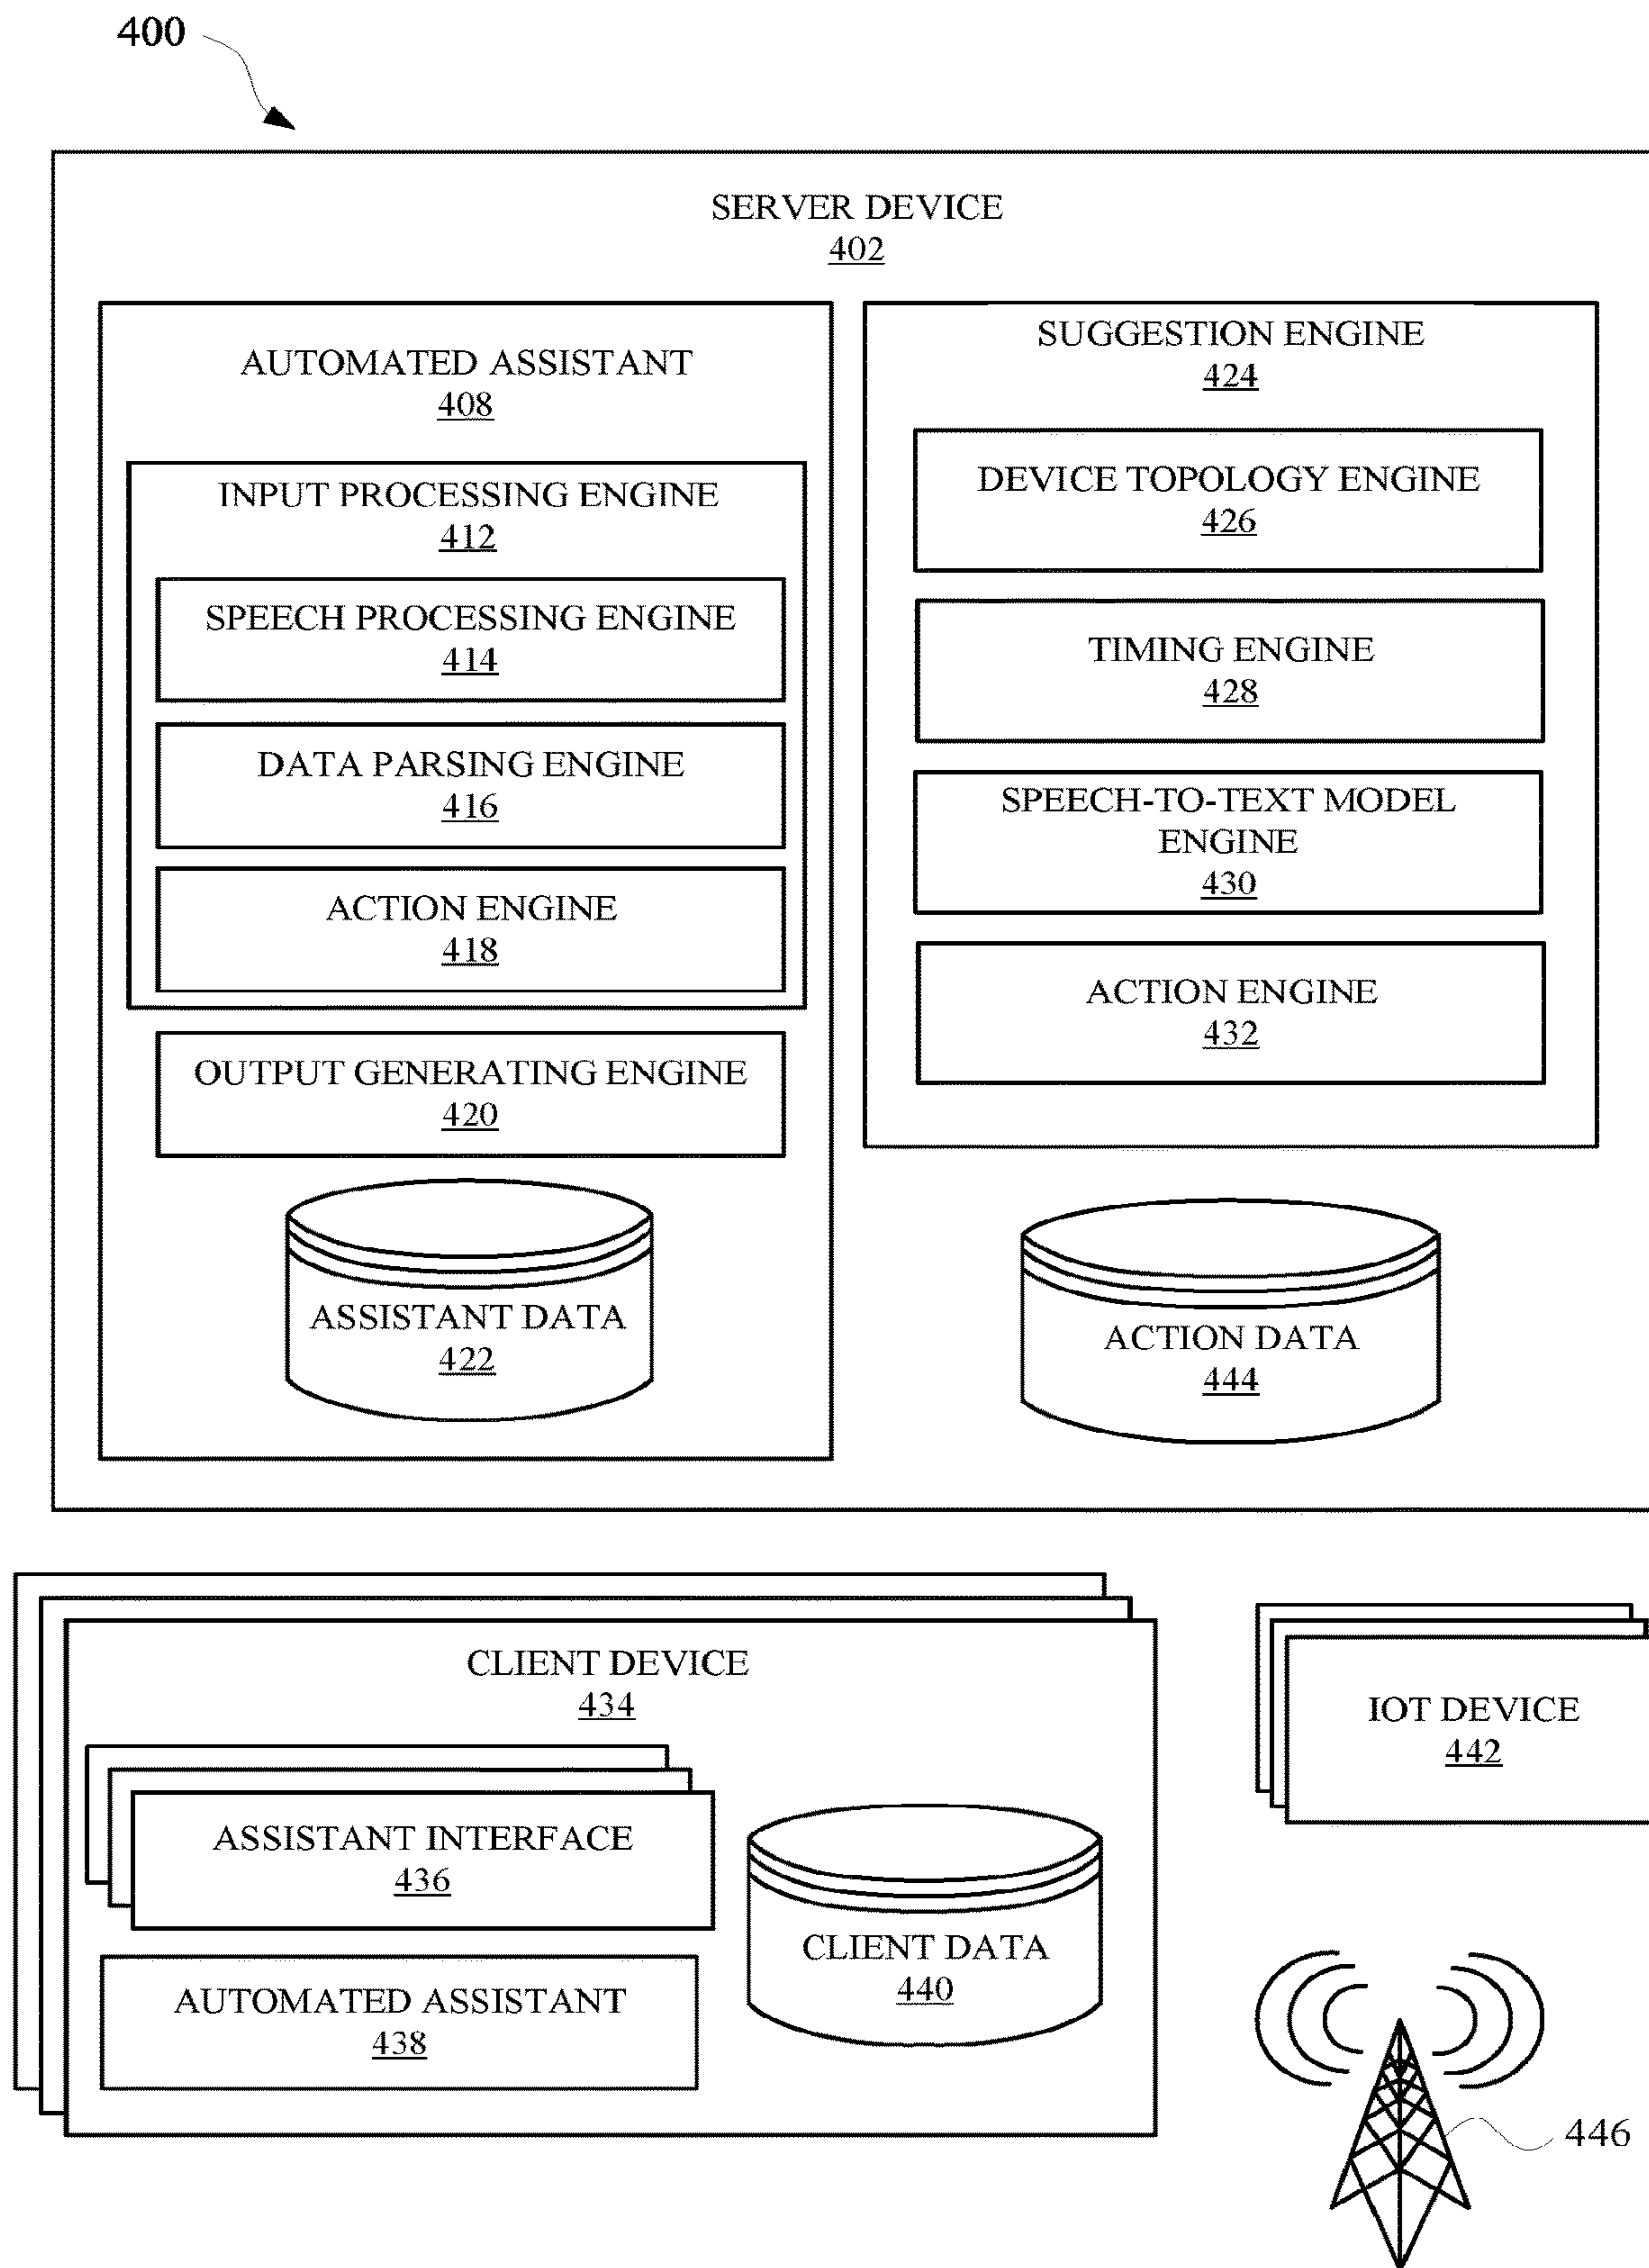 400
SERVER DEVICE
402
AUTOMATED ASSISTANT
408
INPUT PROCESSING ENGINE
412
SPEECH PROCESSING ENGINE
414
DATA PARSING ENGINE
416
ACTION ENGINE
418
OUTPUT GENERATING ENGINE
420
ASSISTANT DATA
422
SUGGESTION ENGINE
424
DEVICE TOPOLOGY ENGINE
426
TIMING ENGINE
428
SPEECH-TO-TEXT MODEL
ENGINE
430
ACTION ENGINE
432
ACTION DATA
444
CLIENT DEVICE
434
ASSISTANT INTERFACE
436
AUTOMATED ASSISTANT
438
CLIENT DATA
440
IOT DEVICE
442
446